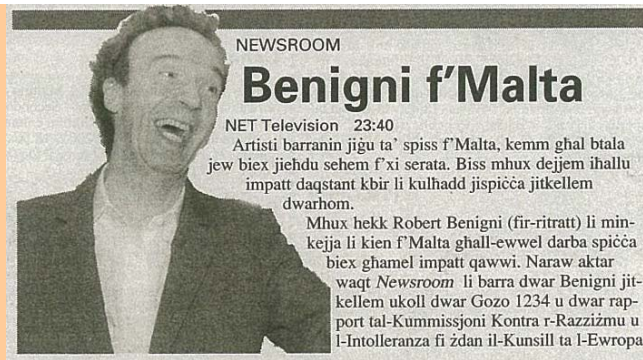 NEWSROOM
Benigni f'Malta
NET Television 23:40
Artisti barranin jiġu ta' spiss f'Malta, kemm għal btala
jew biex jieħdu sehem f'xi serata. Biss mhux dejjem iħallu
impatt daqstant kbir li kulħadd jispiċċa jitkellem
dwarhom.
Mhux hekk Robert Benigni (fir-ritratt) li min-
kejja li kien f'Malta għall-ewwel darba spiċċa
biex għamel impatt qawwi. Naraw aktar
waqt Newsroom li barra dwar Benigni jit-
kellem ukoll dwar Gozo 1234 u dwar rap-
port tal-Kummissjoni Kontra r-Razziżmu u
l-Intolleranza fi żdan il-Kunsill ta l-Ewropa